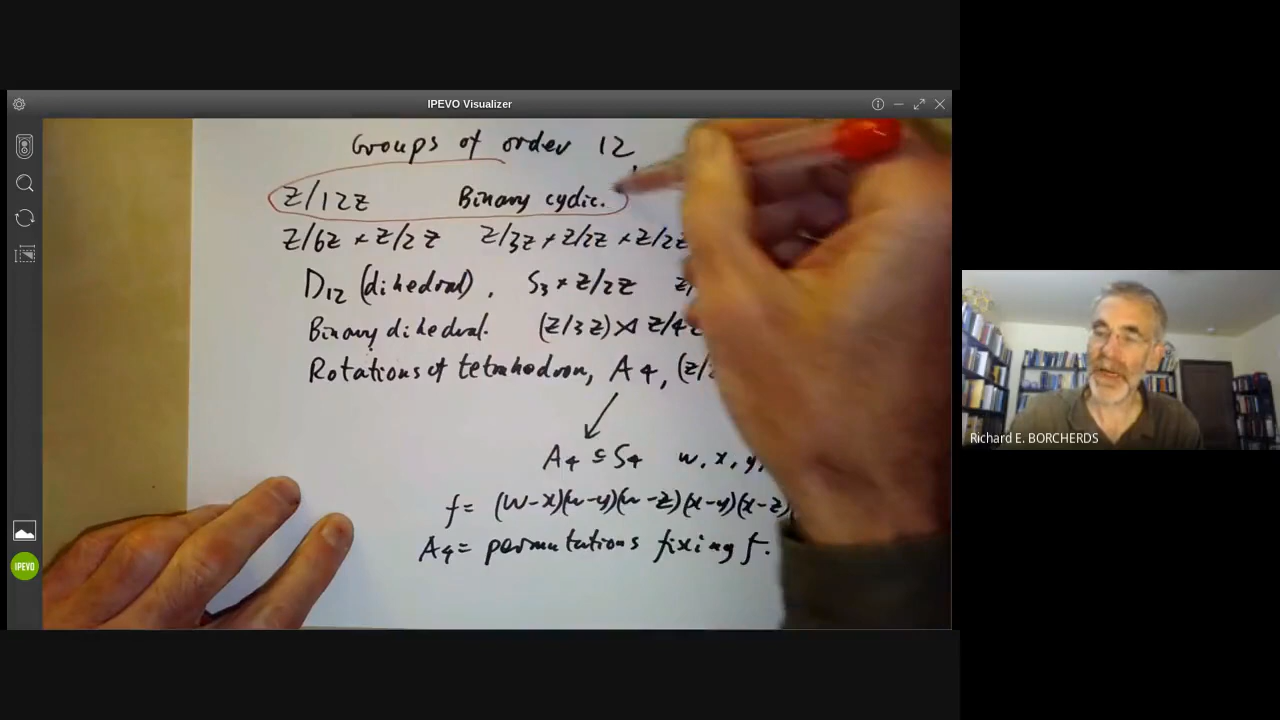 IPEVO Visualizer
Groups of order 12.
Z/12Z Binary cyclic.
Z/6Z × Z/2Z Z/3Z × Z/2Z × Z/2Z
D12 (dihedral), S3 × Z/2Z
Binary dihedral. (Z/3Z) ⋊ Z/4Z
Rotations of tetrahedron, A4, (Z/2
A4 ⊆ S4 w, x, y,
f = (w-x)(w-y)(w-z)(x-y)(x-z)
A4 = permutations fixing f.
Richard E. BORCHERDS
IPEVO